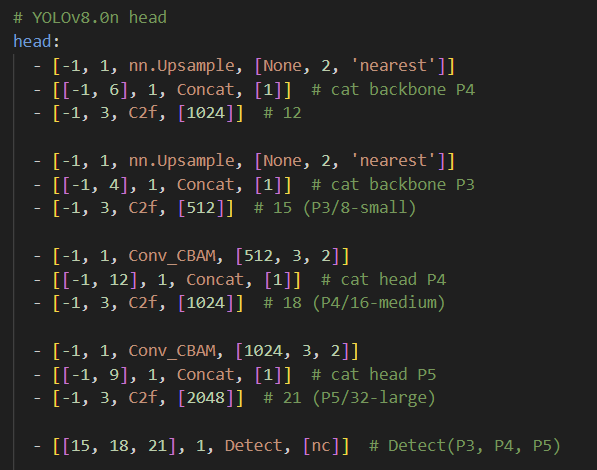 # YOLOv8.0n head
head:
  - [-1, 1, nn.Upsample, [None, 2, 'nearest']]
  - [[-1, 6], 1, Concat, [1]]  # cat backbone P4
  - [-1, 3, C2f, [1024]]  # 12

  - [-1, 1, nn.Upsample, [None, 2, 'nearest']]
  - [[-1, 4], 1, Concat, [1]]  # cat backbone P3
  - [-1, 3, C2f, [512]]  # 15 (P3/8-small)

  - [-1, 1, Conv_CBAM, [512, 3, 2]]
  - [[-1, 12], 1, Concat, [1]]  # cat head P4
  - [-1, 3, C2f, [1024]]  # 18 (P4/16-medium)

  - [-1, 1, Conv_CBAM, [1024, 3, 2]]
  - [[-1, 9], 1, Concat, [1]]  # cat head P5
  - [-1, 3, C2f, [2048]]  # 21 (P5/32-large)

  - [[15, 18, 21], 1, Detect, [nc]]  # Detect(P3, P4, P5)